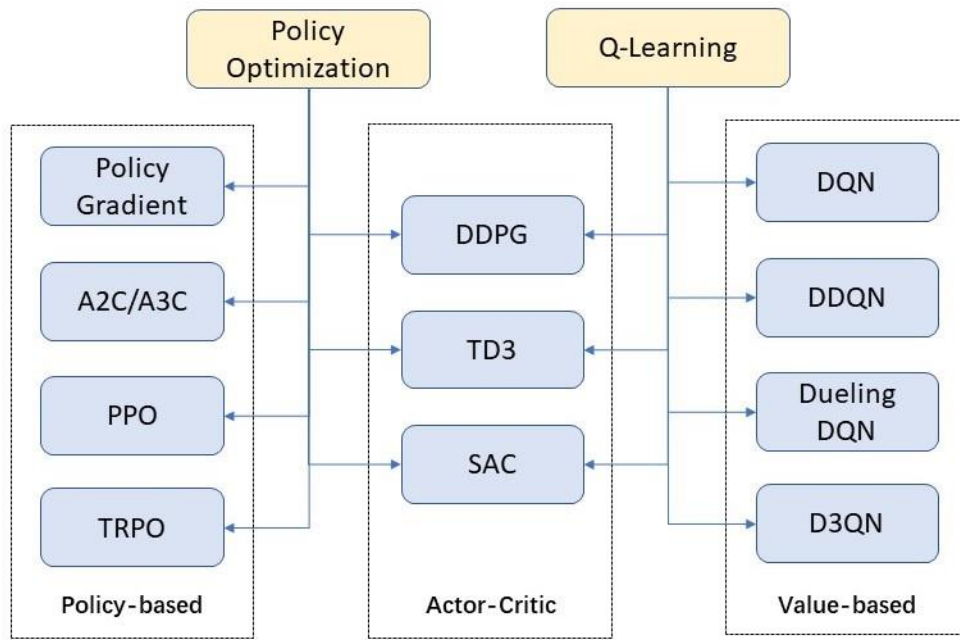 Policy
Optimization
Q-Learning
Policy
Gradient
A2C/A3C
PPO
TRPO
Policy-based
DDPG
TD3
SAC
Actor-Critic
DQN
DDQN
Dueling
DQN
D3QN
Value-based